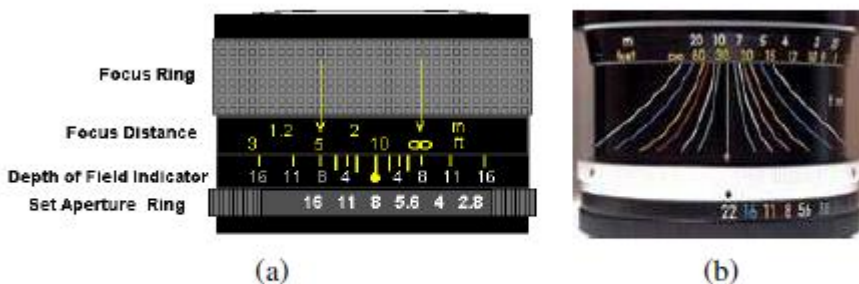 Focus Ring
Focus Distance
1.2 2 m
3 5 10 ft
Depth of Field Indicator
16 11 8 4 4 8 11 16
Set Aperture Ring
16 11 8 5.6 4 2.8
(a)
m 20 10 7 5 4 3
feet ∞ 60 30 20 15 12
22 16 11 8 5.6
(b)